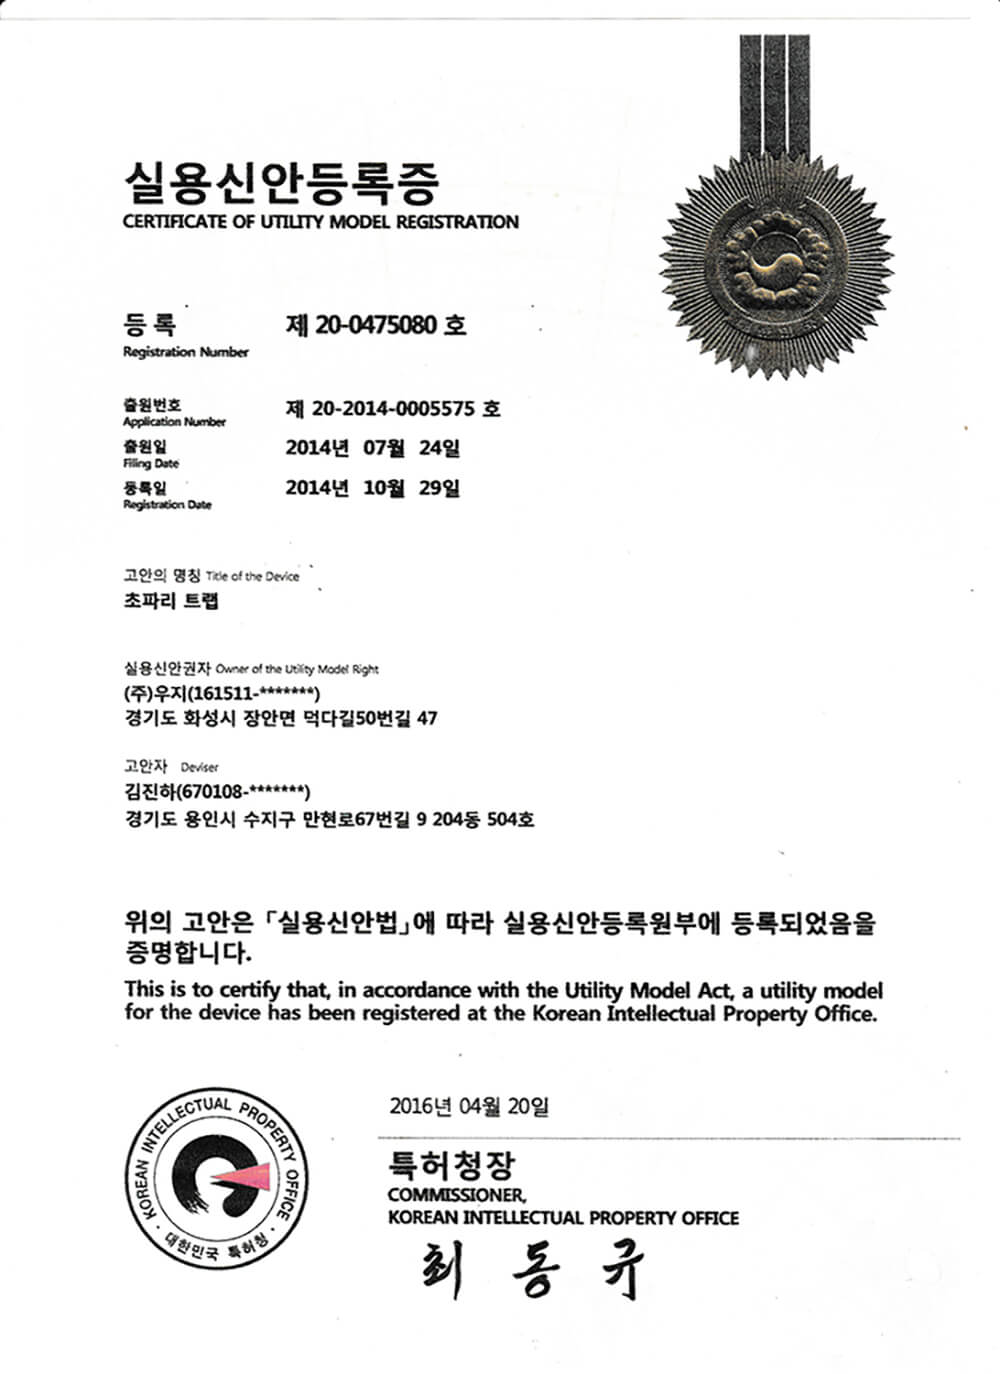 실용신안등록증
CERTIFICATE OF UTILITY MODEL REGISTRATION
등 록 제 20-0475080 호
Registration Number
출원번호 제 20-2014-0005575 호
Application Number
출원일 2014년 07월 24일
Filing Date
등록일 2014년 10월 29일
Registration Date
고안의 명칭 Title of the Device
초파리 트랩
실용신안권자 Owner of the Utility Model Right
(주)우지(161511-*******)
경기도 화성시 장안면 덕다길50번길 47
고안자 Deviser
김진하(670108-*******)
경기도 용인시 수지구 만현로67번길 9 204동 504호
위의 고안은 「실용신안법」에 따라 실용신안등록원부에 등록되었음을
증명합니다.
This is to certify that, in accordance with the Utility Model Act, a utility model
for the device has been registered at the Korean Intellectual Property Office.
2016년 04월 20일
특허청장
COMMISSIONER,
KOREAN INTELLECTUAL PROPERTY OFFICE
최 동 규
KOREAN INTELLECTUAL PROPERTY OFFICE
대한민국 특허청